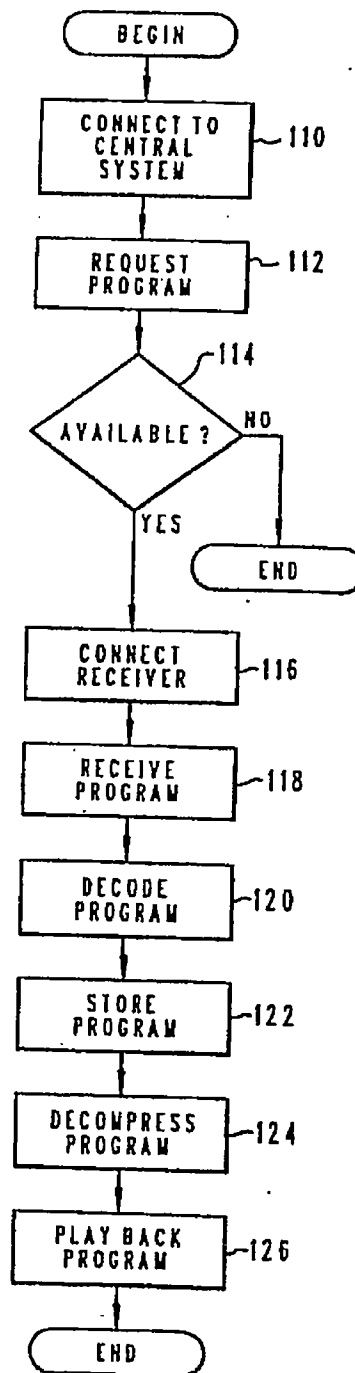 BEGIN
CONNECT TO
CENTRAL
SYSTEM
110
REQUEST
PROGRAM
112
114
AVAILABLE ?
NO
YES
END
CONNECT
RECEIVER
116
RECEIVE
PROGRAM
118
DECODE
PROGRAM
120
STORE
PROGRAM
122
DECOMPRESS
PROGRAM
124
PLAY BACK
PROGRAM
126
END